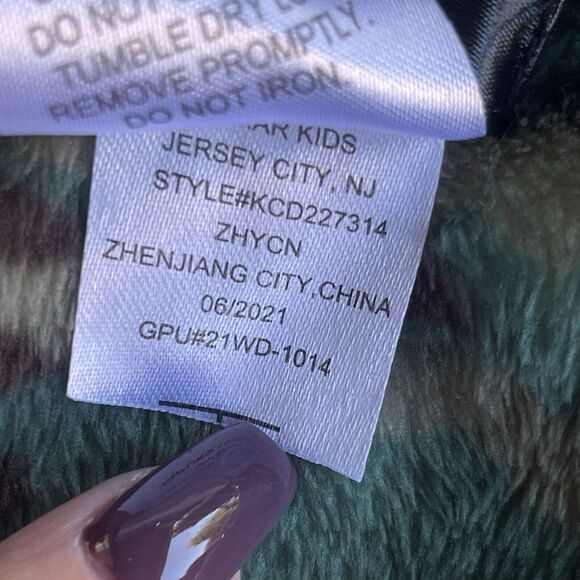 DO NOT
TUMBLE DRY
REMOVE PROMPTLY.
DO NOT IRON.
KIDS
JERSEY CITY, NJ
STYLE#KCD227314
ZHYCN
ZHENJIANG CITY,CHINA
06/2021
GPU#21WD-1014